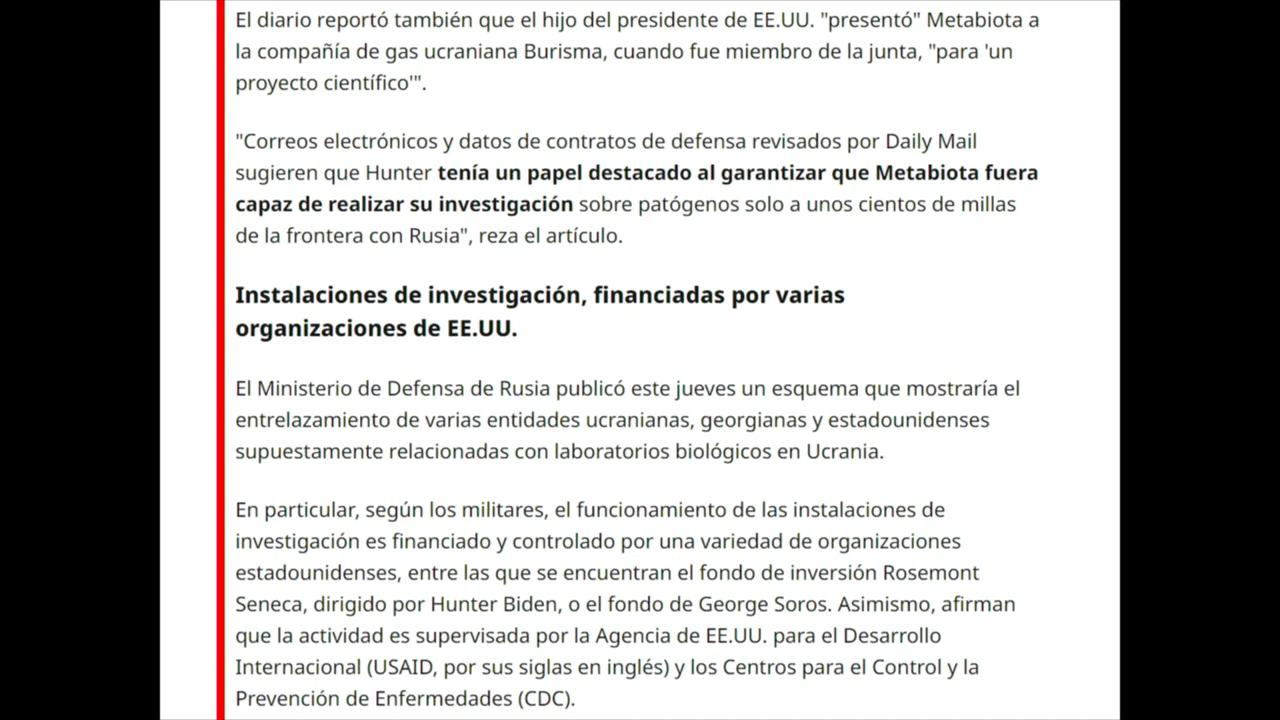 El diario reportó también que el hijo del presidente de EE.UU. "presentó" Metabiota a
la compañía de gas ucraniana Burisma, cuando fue miembro de la junta, "para 'un
proyecto científico'".
"Correos electrónicos y datos de contratos de defensa revisados por Daily Mail
sugieren que Hunter tenía un papel destacado al garantizar que Metabiota fuera
capaz de realizar su investigación sobre patógenos solo a unos cientos de millas
de la frontera con Rusia", reza el artículo.
Instalaciones de investigación, financiadas por varias
organizaciones de EE.UU.
El Ministerio de Defensa de Rusia publicó este jueves un esquema que mostraría el
entrelazamiento de varias entidades ucranianas, georgianas y estadounidenses
supuestamente relacionadas con laboratorios biológicos en Ucrania.
En particular, según los militares, el funcionamiento de las instalaciones de
investigación es financiado y controlado por una variedad de organizaciones
estadounidenses, entre las que se encuentran el fondo de inversión Rosemont
Seneca, dirigido por Hunter Biden, o el fondo de George Soros. Asimismo, afirman
que la actividad es supervisada por la Agencia de EE.UU. para el Desarrollo
Internacional (USAID, por sus siglas en inglés) y los Centros para el Control y la
Prevención de Enfermedades (CDC).